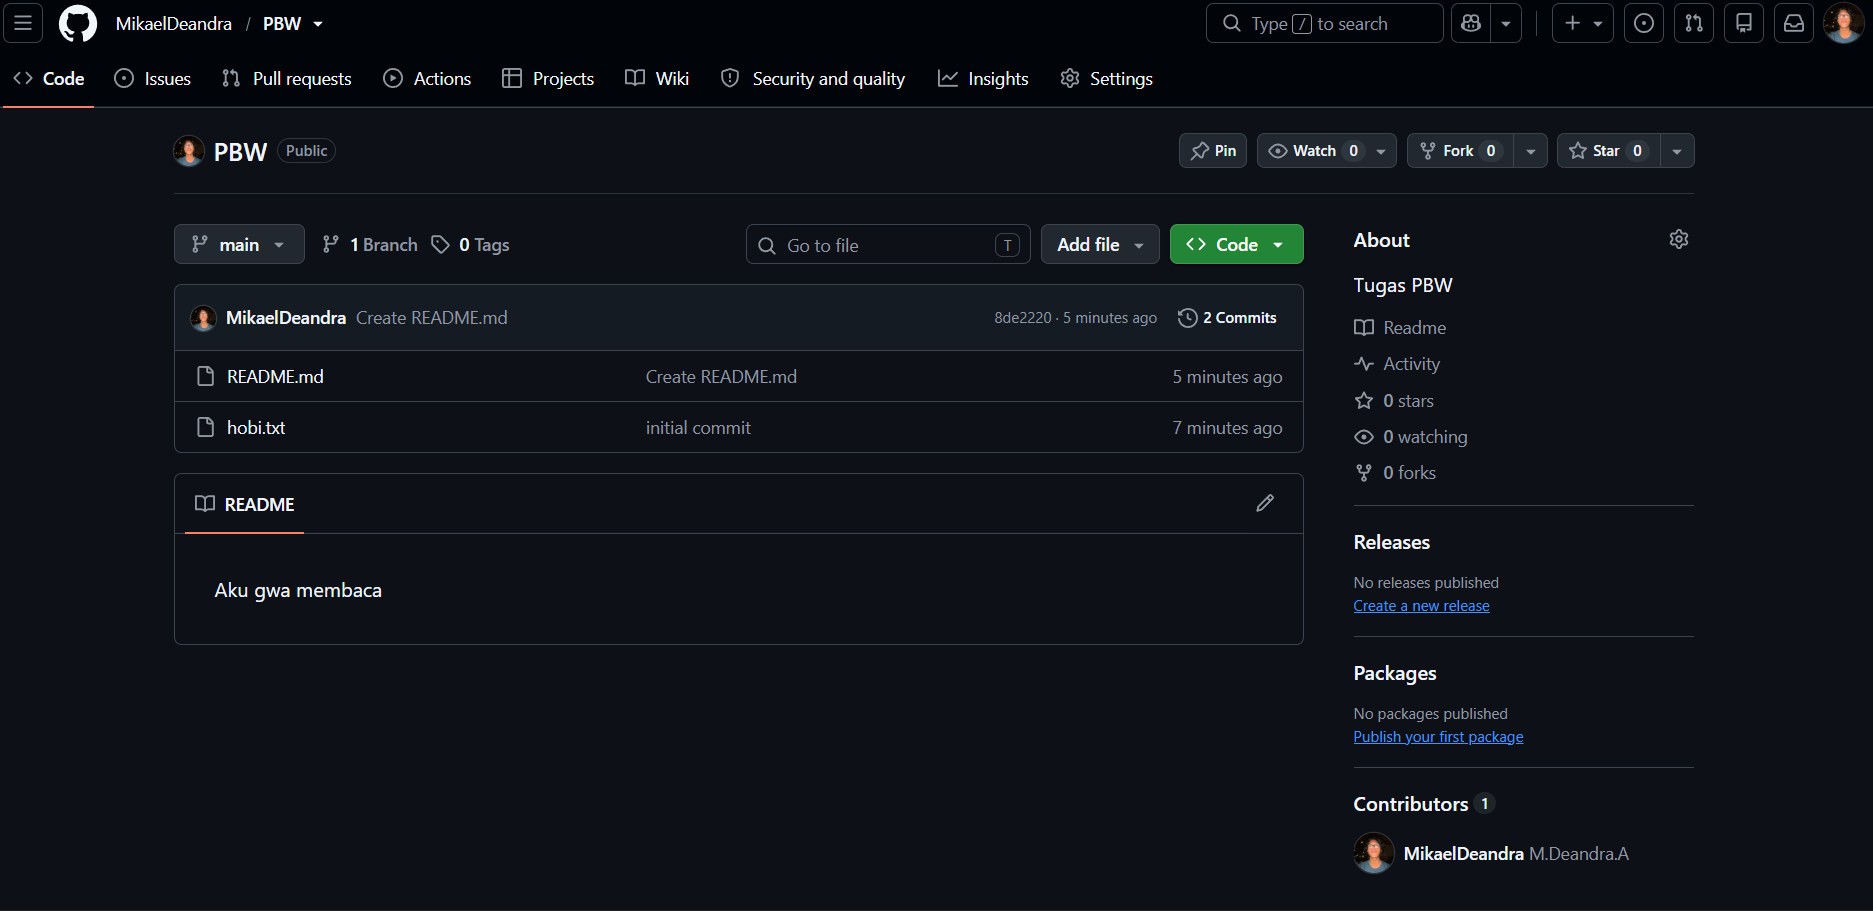 MikaelDeandra / PBW
Type / to search
Code Issues Pull requests Actions Projects Wiki Security and quality Insights Settings
PBW Public
Pin Watch 0 Fork 0 Star 0
main 1 Branch 0 Tags Go to file T Add file Code
MikaelDeandra Create README.md 8de2220 · 5 minutes ago 2 Commits
README.md Create README.md 5 minutes ago
hobi.txt initial commit 7 minutes ago
README
Aku gwa membaca
About
Tugas PBW
Readme
Activity
0 stars
0 watching
0 forks
Releases
No releases published
Create a new release
Packages
No packages published
Publish your first package
Contributors 1
MikaelDeandra M.Deandra.A